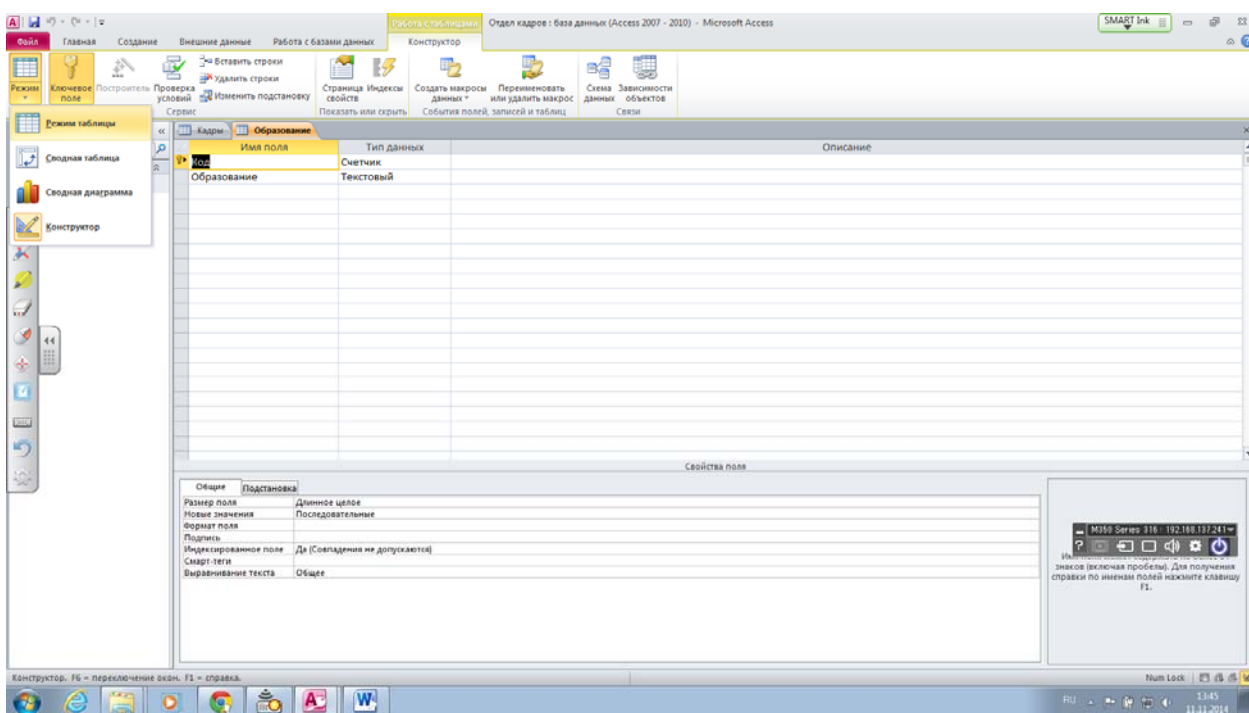 Работа с таблицами Отдел кадров : база данных (Access 2007 - 2010) - Microsoft Access SMART Ink
Файл Главная Создание Внешние данные Работа с базами данных Конструктор
Режим
Ключевое поле
Построитель
Проверка условий
Вставить строки
Удалить строки
Изменить подстановку
Страница свойств
Индексы
Создать макросы данных
Переименовать или удалить макрос
Схема данных
Зависимости объектов
Сервис Показать или скрыть События полей, записей и таблиц Связи
Режим таблицы
Сводная таблица
Сводная диаграмма
Конструктор
Кадры Образование
Имя поля Тип данных Описание
Код Счетчик
Образование Текстовый
Свойства поля
Общие Подстановка
Размер поля Длинное целое
Новые значения Последовательные
Формат поля
Подпись
Индексированное поле Да (Совпадения не допускаются)
Смарт-теги
Выравнивание текста Общее
M350 Series 316 : 192.168.137.241
знаков (включая пробелы). Для получения
справки по именам полей нажмите клавишу
F1.
Конструктор. F6 = переключение окон. F1 = справка. Num Lock
RU 13:45
11.11.2014